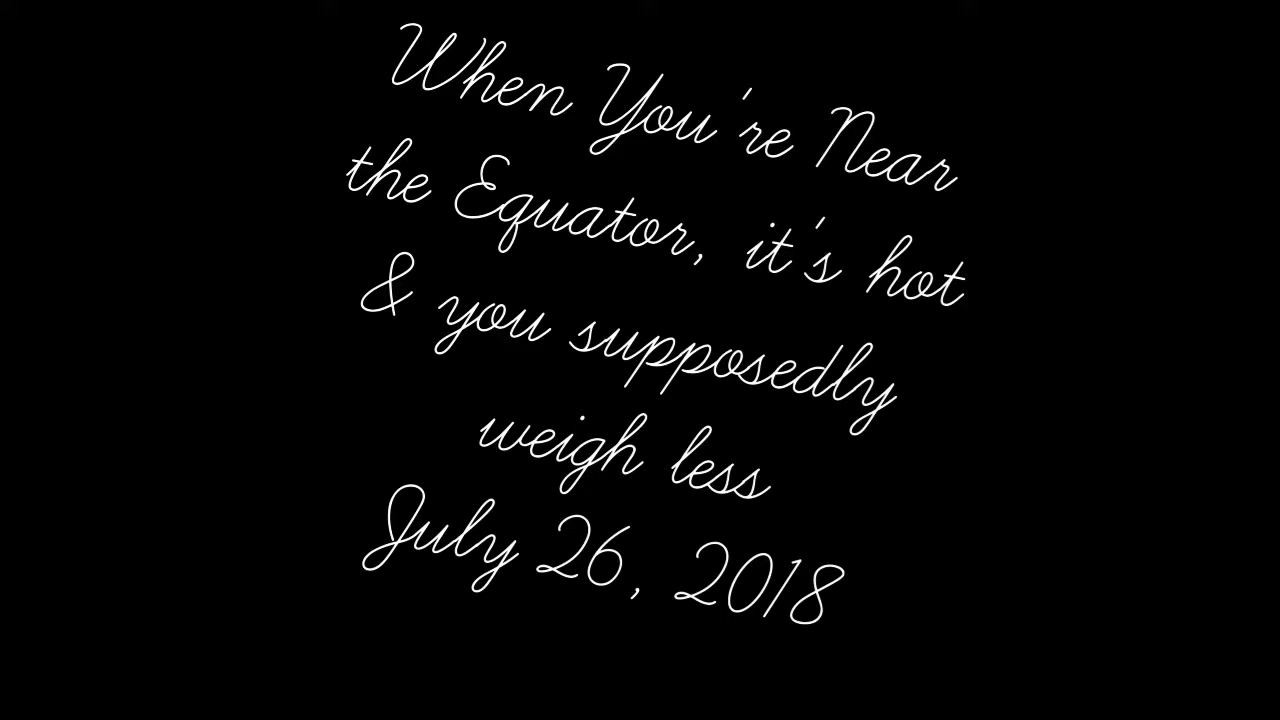 When You're Near
the Equator, it's hot
& you supposedly
weigh less
July 26, 2018